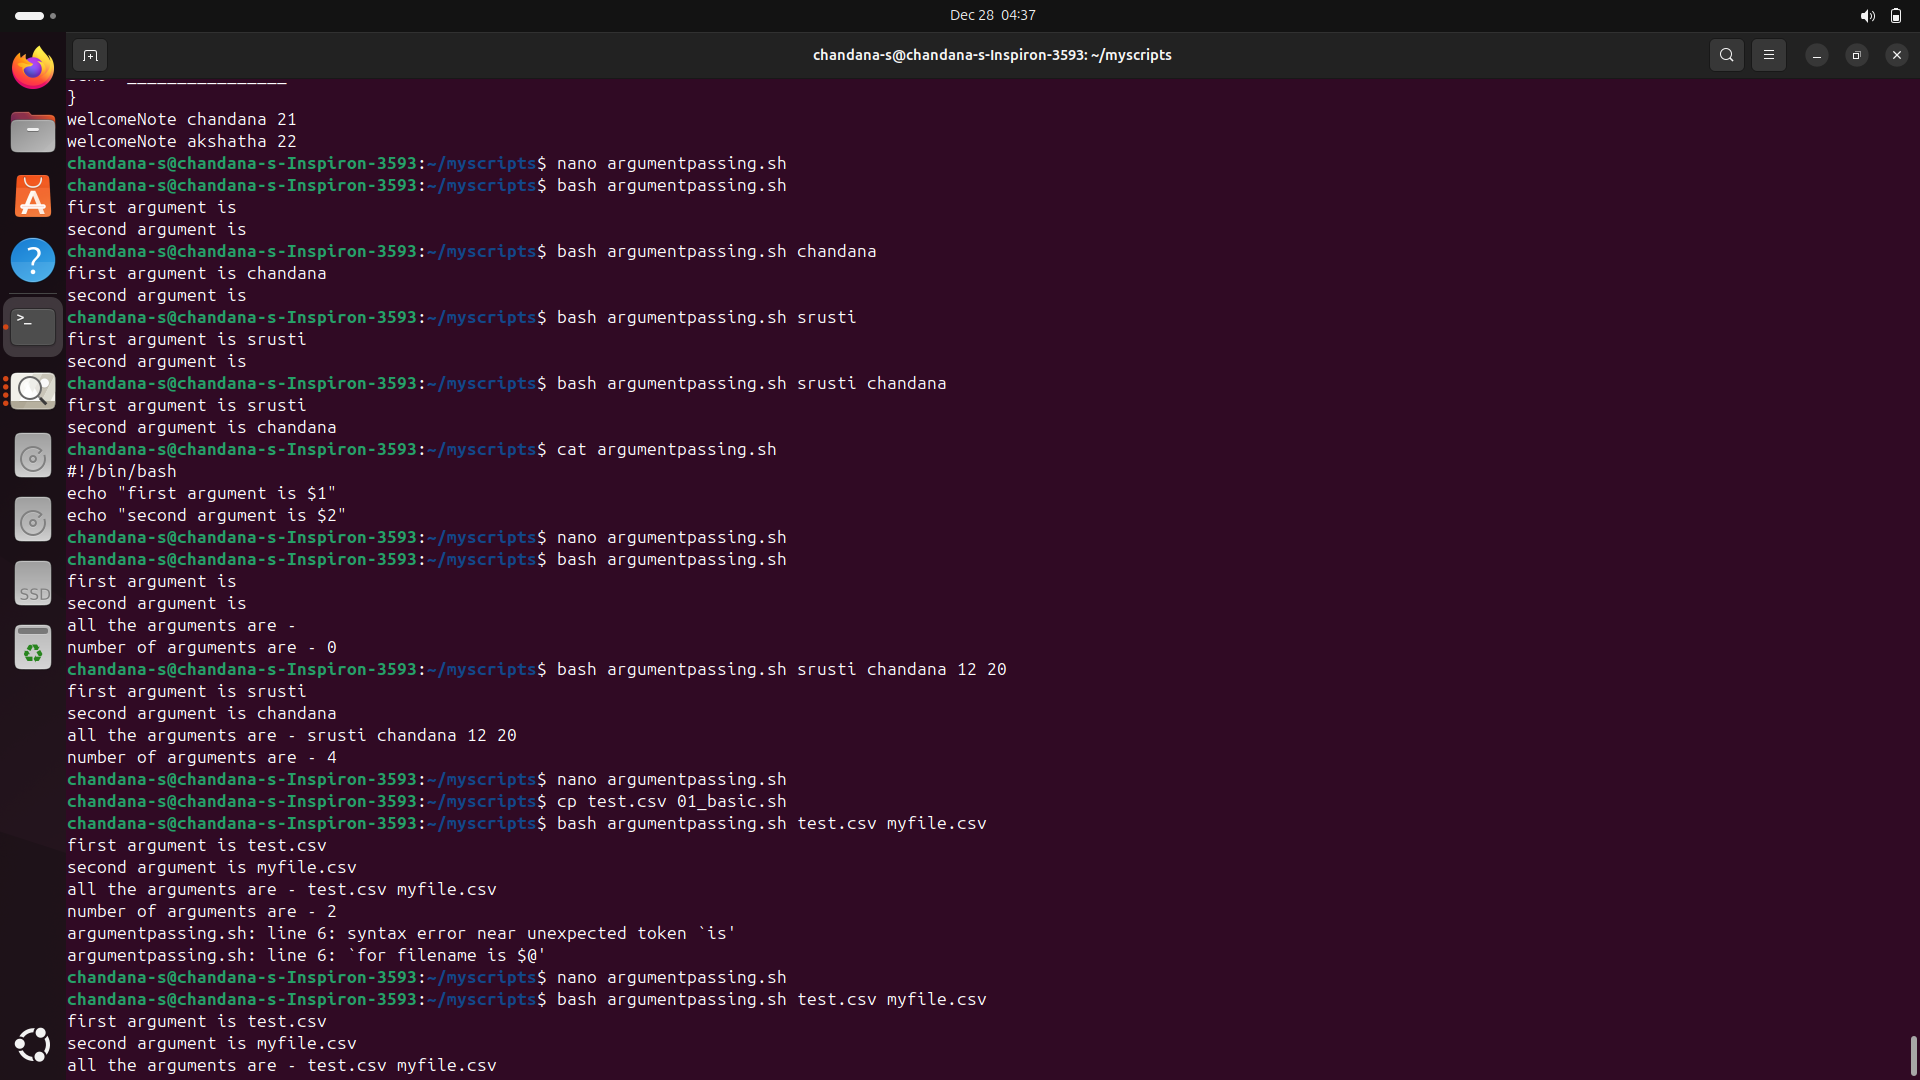 Dec 28 04:37
chandana-s@chandana-s-Inspiron-3593: ~/myscripts
}
welcomeNote chandana 21
welcomeNote akshatha 22
chandana-s@chandana-s-Inspiron-3593:~/myscripts$ nano argumentpassing.sh
chandana-s@chandana-s-Inspiron-3593:~/myscripts$ bash argumentpassing.sh
first argument is
second argument is
chandana-s@chandana-s-Inspiron-3593:~/myscripts$ bash argumentpassing.sh chandana
first argument is chandana
second argument is
chandana-s@chandana-s-Inspiron-3593:~/myscripts$ bash argumentpassing.sh srusti
first argument is srusti
second argument is
chandana-s@chandana-s-Inspiron-3593:~/myscripts$ bash argumentpassing.sh srusti chandana
first argument is srusti
second argument is chandana
chandana-s@chandana-s-Inspiron-3593:~/myscripts$ cat argumentpassing.sh
#!/bin/bash
echo "first argument is $1"
echo "second argument is $2"
chandana-s@chandana-s-Inspiron-3593:~/myscripts$ nano argumentpassing.sh
chandana-s@chandana-s-Inspiron-3593:~/myscripts$ bash argumentpassing.sh
first argument is
second argument is
all the arguments are -
number of arguments are - 0
chandana-s@chandana-s-Inspiron-3593:~/myscripts$ bash argumentpassing.sh srusti chandana 12 20
first argument is srusti
second argument is chandana
all the arguments are - srusti chandana 12 20
number of arguments are - 4
chandana-s@chandana-s-Inspiron-3593:~/myscripts$ nano argumentpassing.sh
chandana-s@chandana-s-Inspiron-3593:~/myscripts$ cp test.csv 01_basic.sh
chandana-s@chandana-s-Inspiron-3593:~/myscripts$ bash argumentpassing.sh test.csv myfile.csv
first argument is test.csv
second argument is myfile.csv
all the arguments are - test.csv myfile.csv
number of arguments are - 2
argumentpassing.sh: line 6: syntax error near unexpected token `is'
argumentpassing.sh: line 6: `for filename is $@'
chandana-s@chandana-s-Inspiron-3593:~/myscripts$ nano argumentpassing.sh
chandana-s@chandana-s-Inspiron-3593:~/myscripts$ bash argumentpassing.sh test.csv myfile.csv
first argument is test.csv
second argument is myfile.csv
all the arguments are - test.csv myfile.csv
SSD